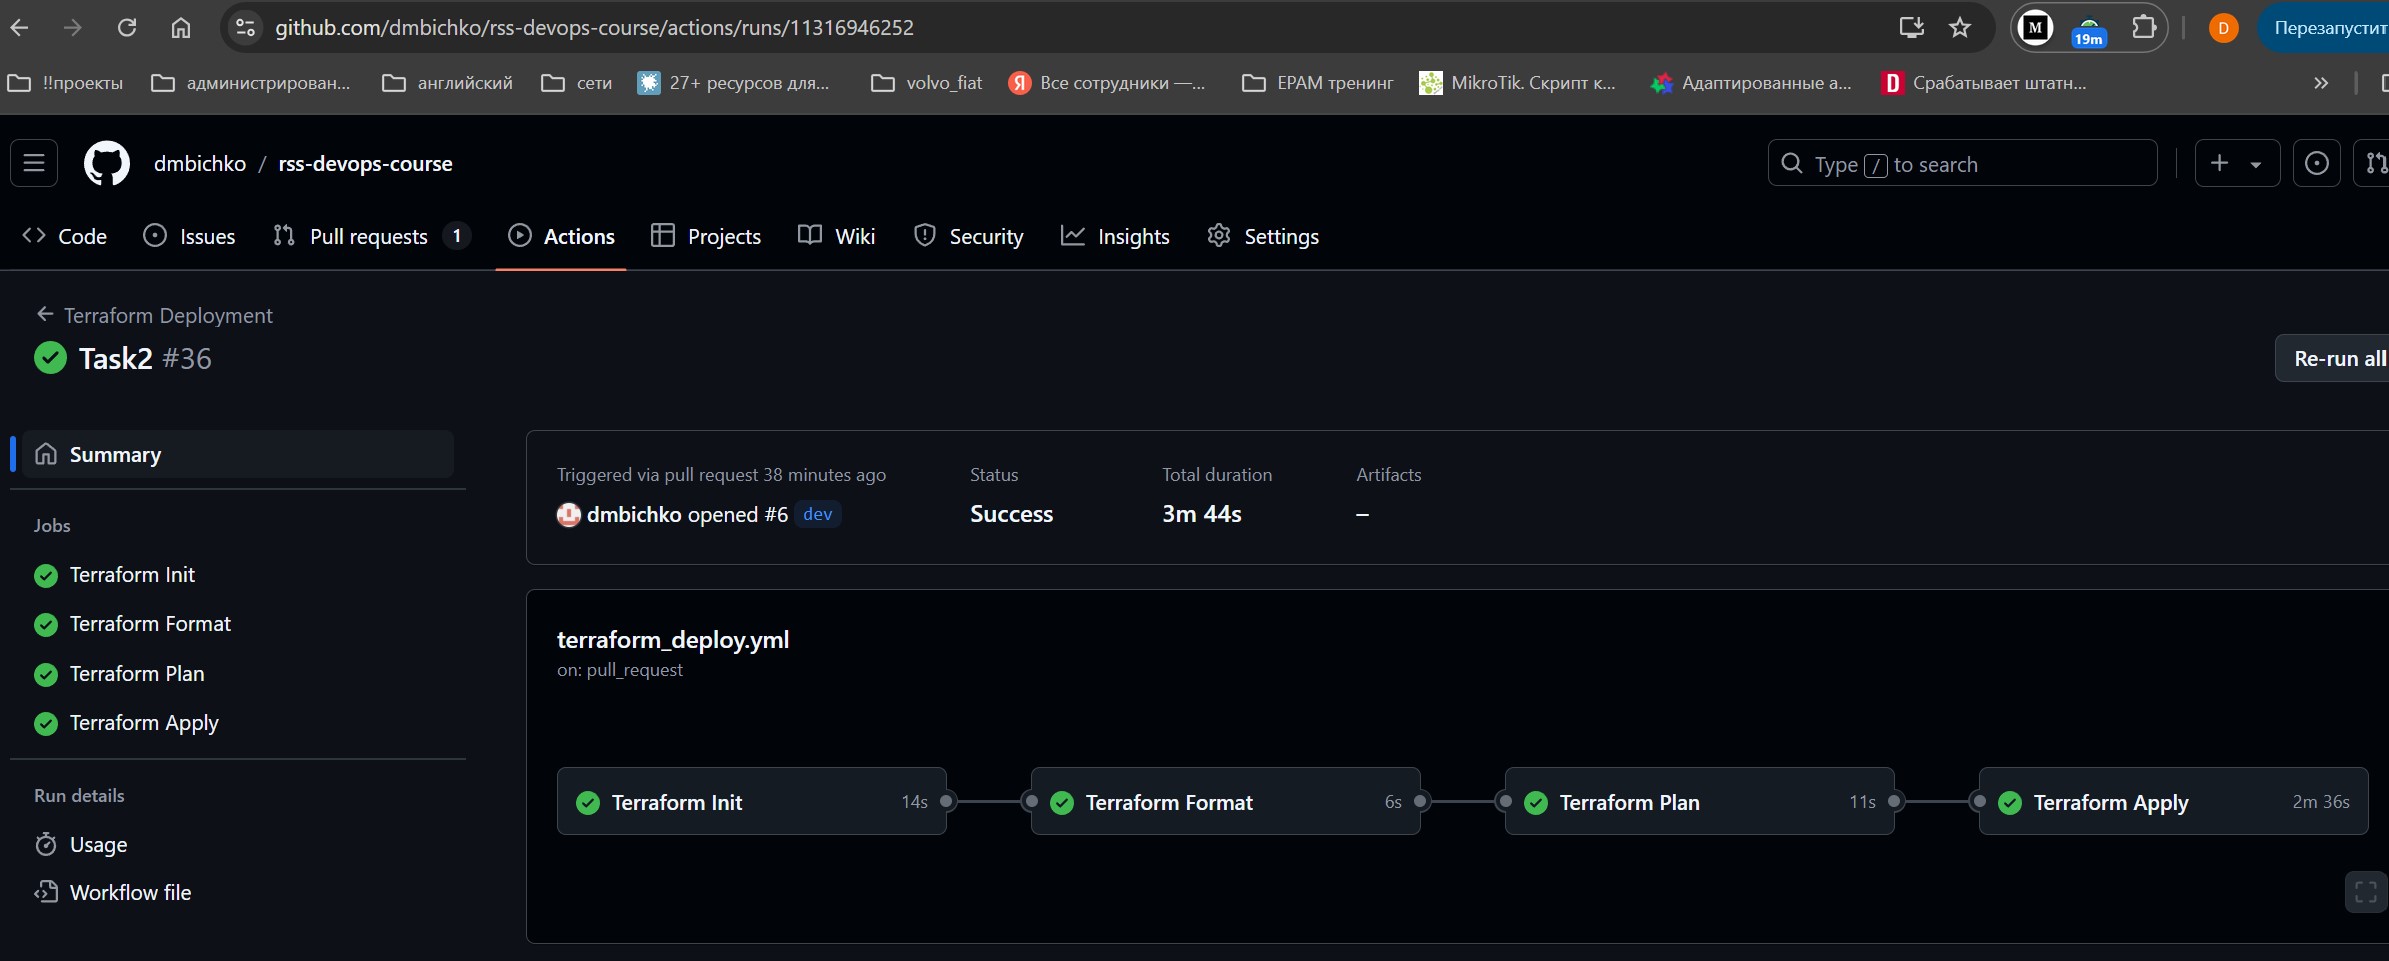 github.com/dmbichko/rss-devops-course/actions/runs/11316946252
M
19m
D
Перезапустит
!!проекты
администрирован...
английский
сети
27+ ресурсов для...
volvo_fiat
Я Все сотрудники —...
EPAM тренинг
MikroTik. Скрипт к...
Адаптированные а...
D Срабатывает штатн...
»
dmbichko / rss-devops-course
Type / to search
Code
Issues
Pull requests 1
Actions
Projects
Wiki
Security
Insights
Settings
Terraform Deployment
Task2 #36
Re-run all
Summary
Jobs
Terraform Init
Terraform Format
Terraform Plan
Terraform Apply
Run details
Usage
Workflow file
Triggered via pull request 38 minutes ago
dmbichko opened #6 dev
Status
Success
Total duration
3m 44s
Artifacts
–
terraform_deploy.yml
on: pull_request
Terraform Init 14s
Terraform Format 6s
Terraform Plan 11s
Terraform Apply 2m 36s